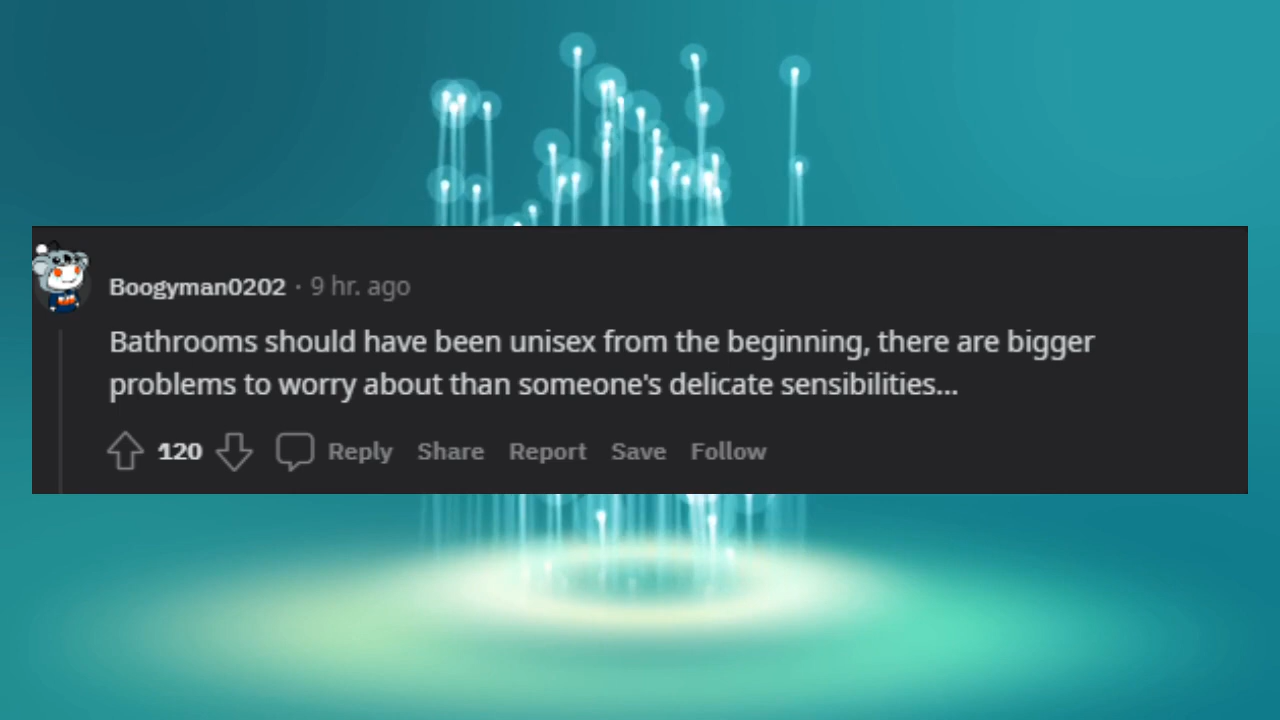 Boogyman0202 · 9 hr. ago
Bathrooms should have been unisex from the beginning, there are bigger
problems to worry about than someone's delicate sensibilities...
120 Reply Share Report Save Follow